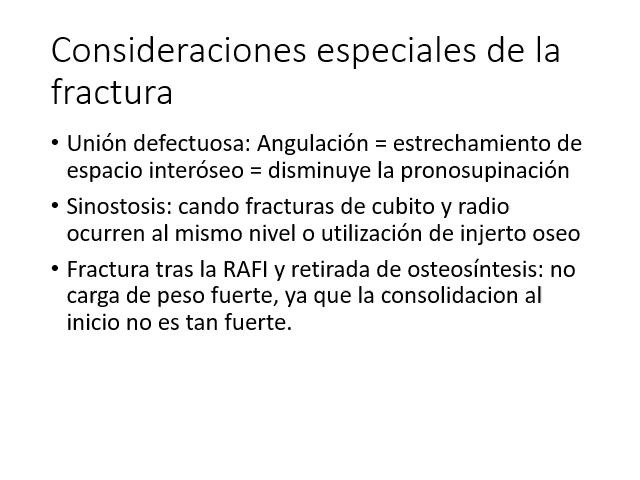 Consideraciones especiales de la
fractura
• Unión defectuosa: Angulación = estrechamiento de
espacio interóseo = disminuye la pronosupinación
• Sinostosis: cando fracturas de cubito y radio
ocurren al mismo nivel o utilización de injerto oseo
• Fractura tras la RAFI y retirada de osteosíntesis: no
carga de peso fuerte, ya que la consolidacion al
inicio no es tan fuerte.